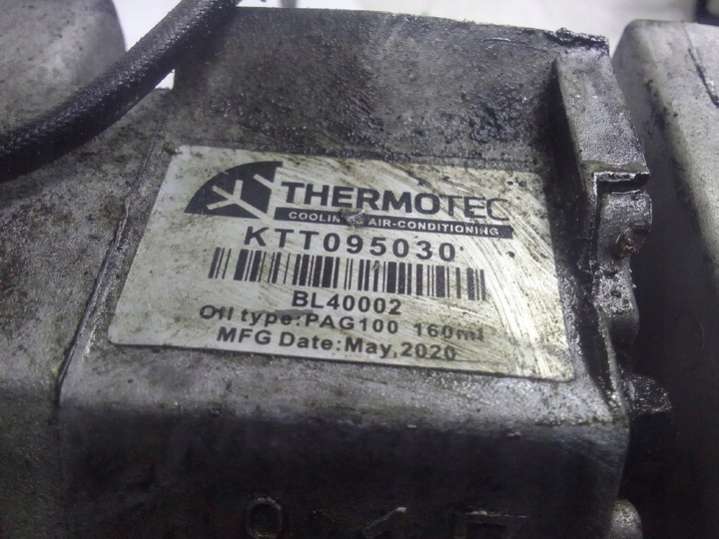 THERMOTEC
COOLING & AIR-CONDITIONING
KTT095030
BL40002
Oil type:PAG100 160ml
MFG Date:May,2020